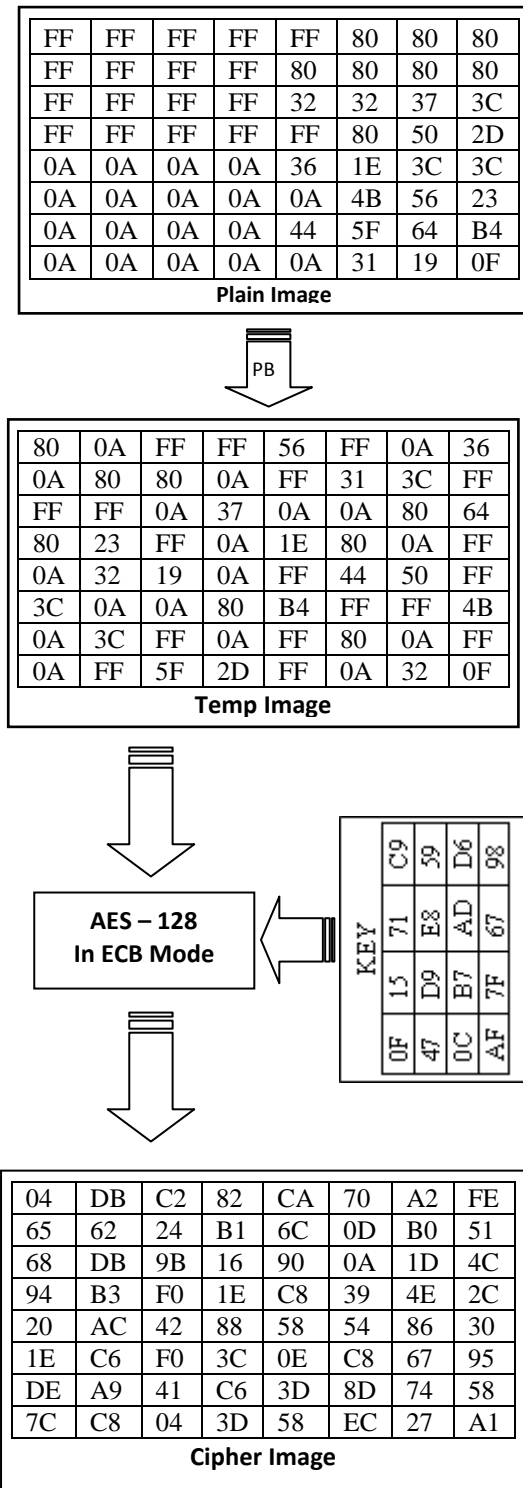 FF FF FF FF FF 80 80 80
FF FF FF FF 80 80 80 80
FF FF FF FF 32 32 37 3C
FF FF FF FF FF 80 50 2D
0A 0A 0A 0A 36 1E 3C 3C
0A 0A 0A 0A 0A 4B 56 23
0A 0A 0A 0A 44 5F 64 B4
0A 0A 0A 0A 0A 31 19 0F
Plain Image
PB
80 0A FF FF 56 FF 0A 36
0A 80 80 0A FF 31 3C FF
FF FF 0A 37 0A 0A 80 64
80 23 FF 0A 1E 80 0A FF
0A 32 19 0A FF 44 50 FF
3C 0A 0A 80 B4 FF FF 4B
0A 3C FF 0A FF 80 0A FF
0A FF 5F 2D FF 0A 32 0F
Temp Image
AES – 128
In ECB Mode
KEY
0F 15 71 C9
47 D9 E8 59
0C B7 AD D6
AF 7F 67 98
04 DB C2 82 CA 70 A2 FE
65 62 24 B1 6C 0D B0 51
68 DB 9B 16 90 0A 1D 4C
94 B3 F0 1E C8 39 4E 2C
20 AC 42 88 58 54 86 30
1E C6 F0 3C 0E C8 67 95
DE A9 41 C6 3D 8D 74 58
7C C8 04 3D 58 EC 27 A1
Cipher Image